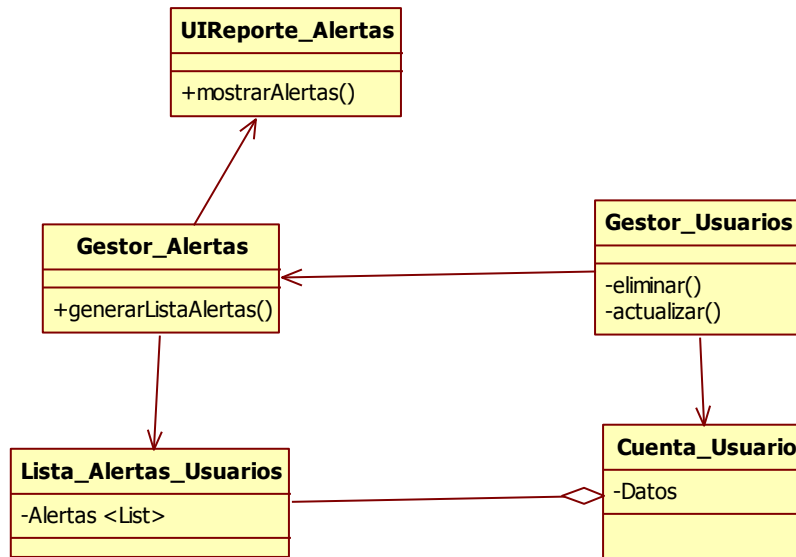 UIReporte_Alertas
+mostrarAlertas()
Gestor_Alertas
+generarListaAlertas()
Gestor_Usuarios
-eliminar()
-actualizar()
Lista_Alertas_Usuarios
-Alertas <List>
Cuenta_Usuario
-Datos